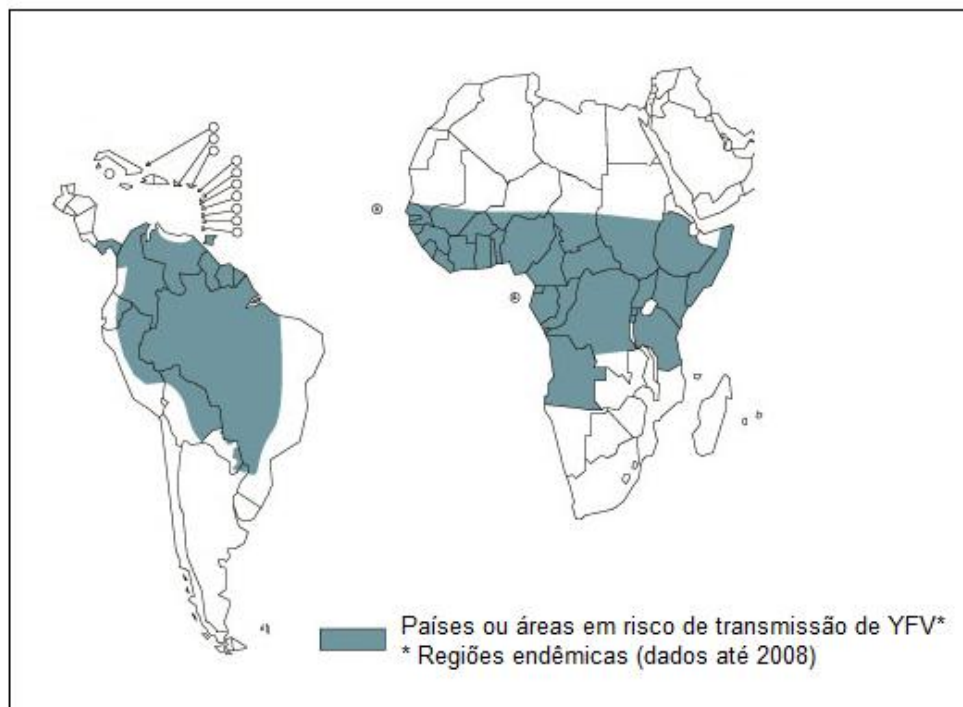 Países ou áreas em risco de transmissão de YFV*
* Regiões endêmicas (dados até 2008)